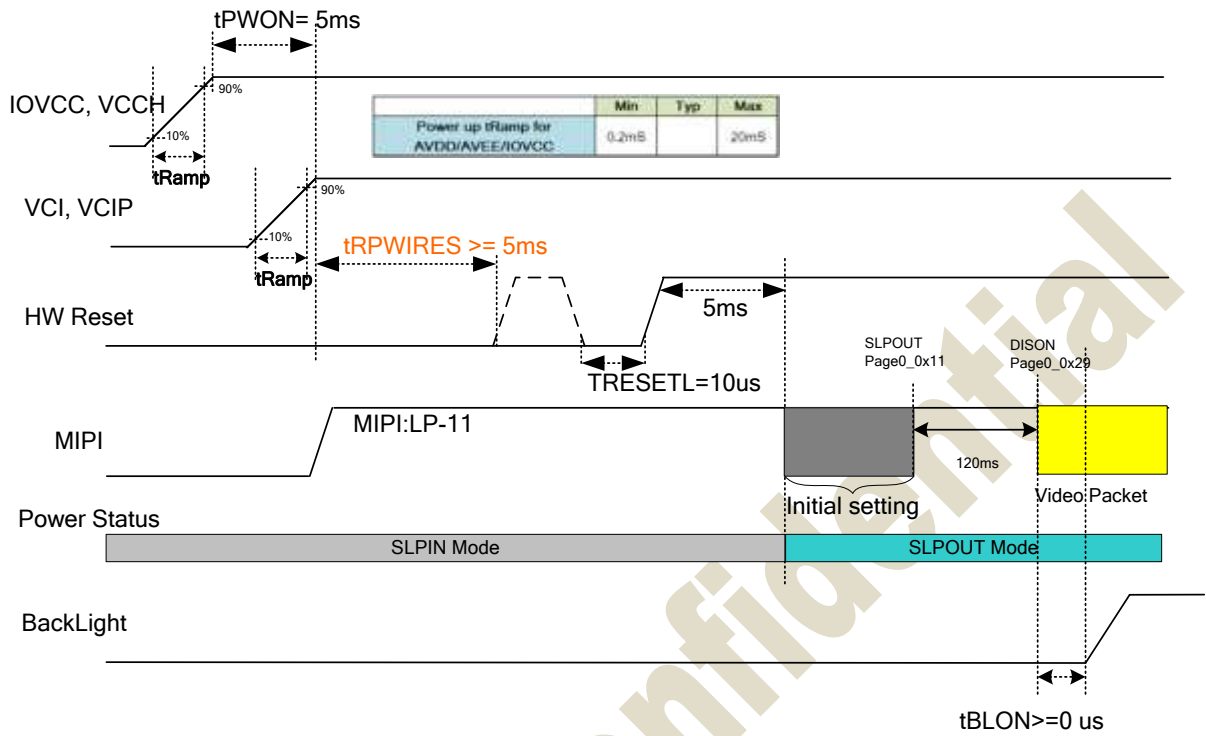 tPWON= 5ms
IOVCC, VCCH
90%
10%
tRamp
Min Typ Max
Power up tRamp for
AVDD/AVEE/IOVCC
0.2mS 20mS
VCI, VCIP
90%
10%
tRamp
tRPWIRES >= 5ms
HW Reset
5ms
TRESETL=10us
SLPOUT
Page0_0x11
DISON
Page0_0x29
MIPI
MIPI:LP-11
120ms
Initial setting
Video Packet
Power Status
SLPIN Mode
SLPOUT Mode
BackLight
tBLON>=0 us
Confidential